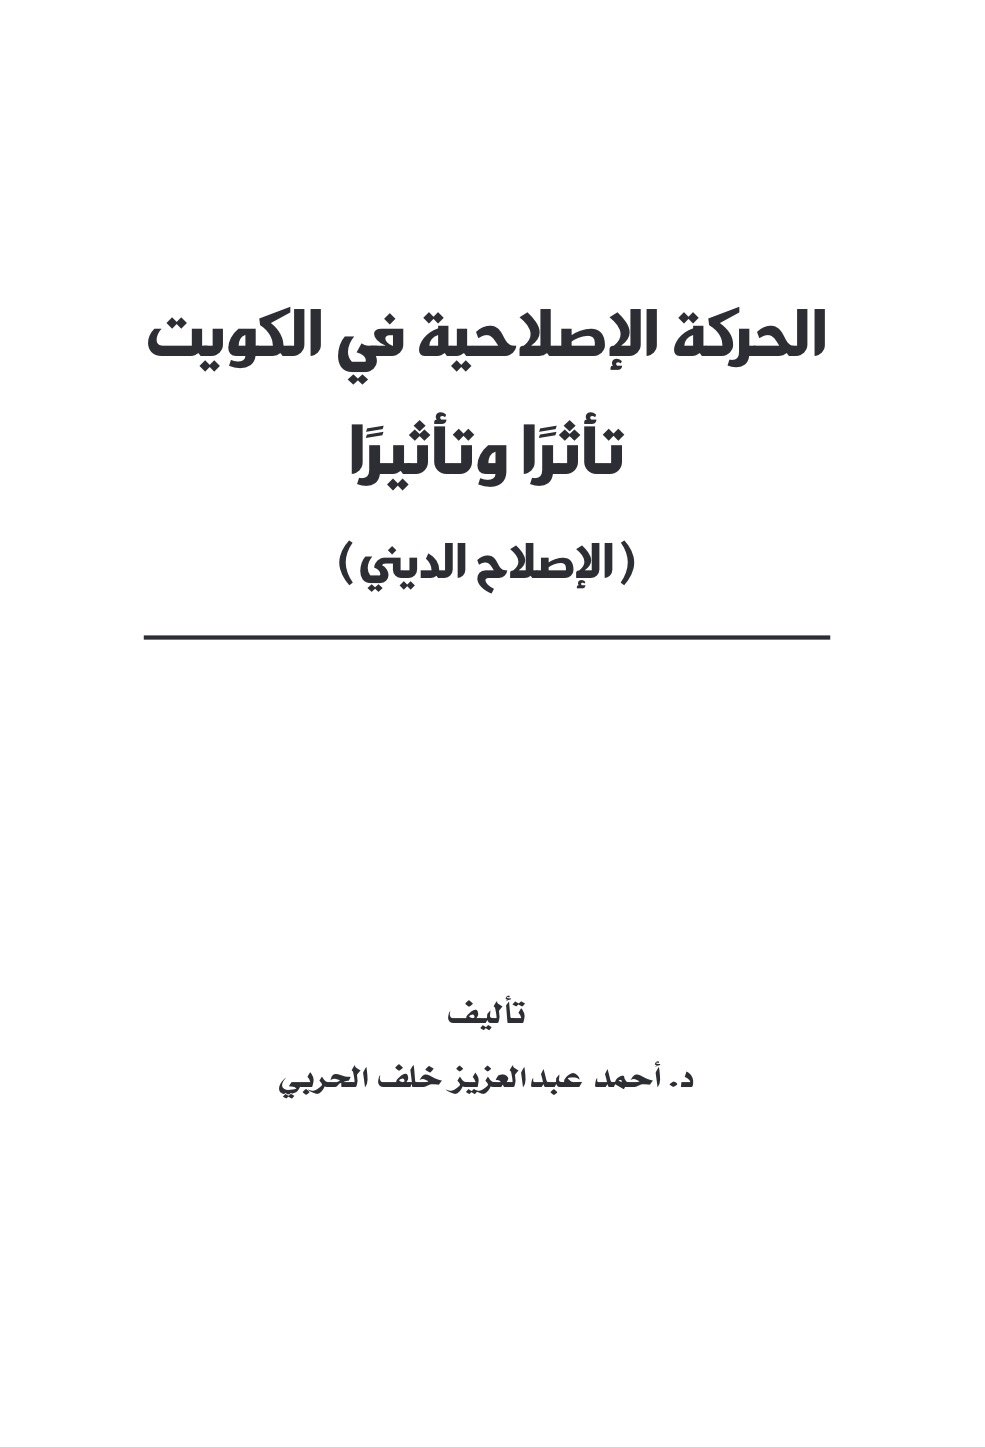 الحركة الإصلاحية في الكويت
تأثرًا وتأثيرًا
(الإصلاح الديني)
تأليف
د. أحمد عبدالعزيز خلف الحربي